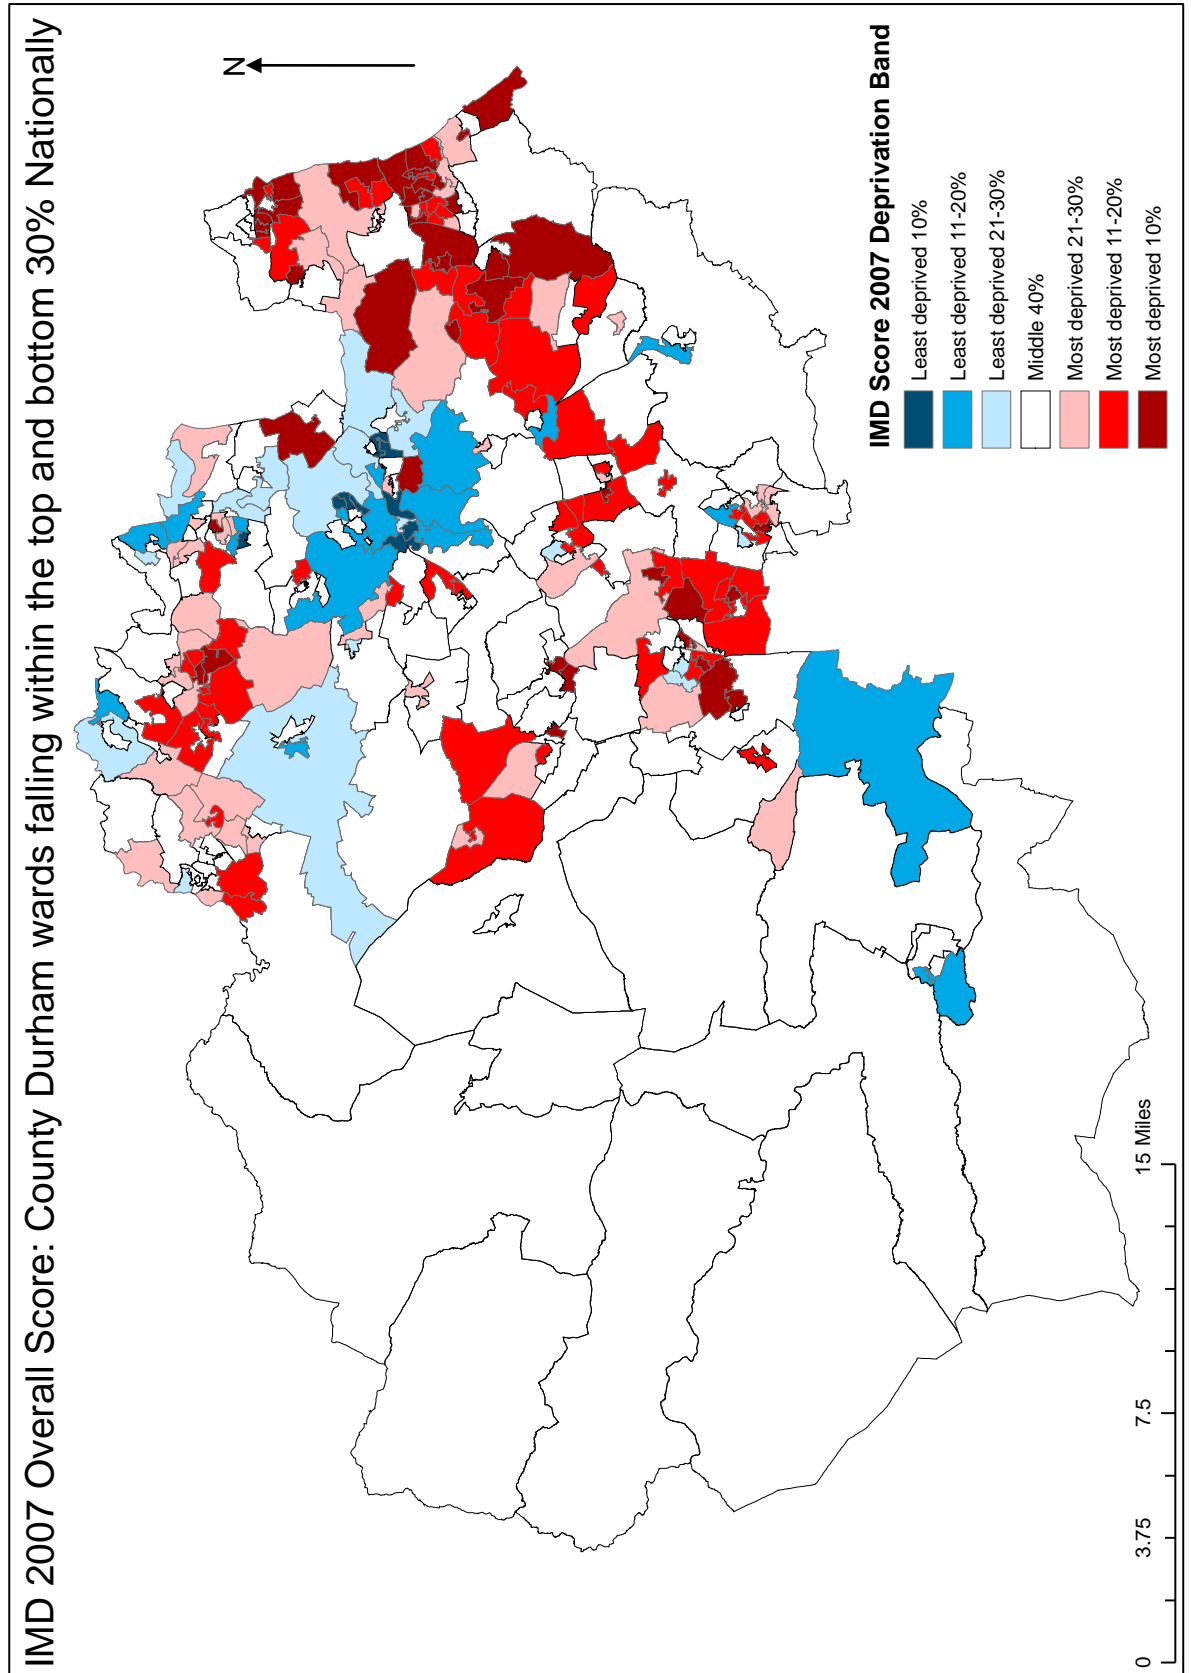 IMD 2007 Overall Score: County Durham wards falling within the top and bottom 30% Nationally
N
IMD Score 2007 Deprivation Band
Least deprived 10%
Least deprived 11-20%
Least deprived 21-30%
Middle 40%
Most deprived 21-30%
Most deprived 11-20%
Most deprived 10%
0 3.75 7.5 15 Miles